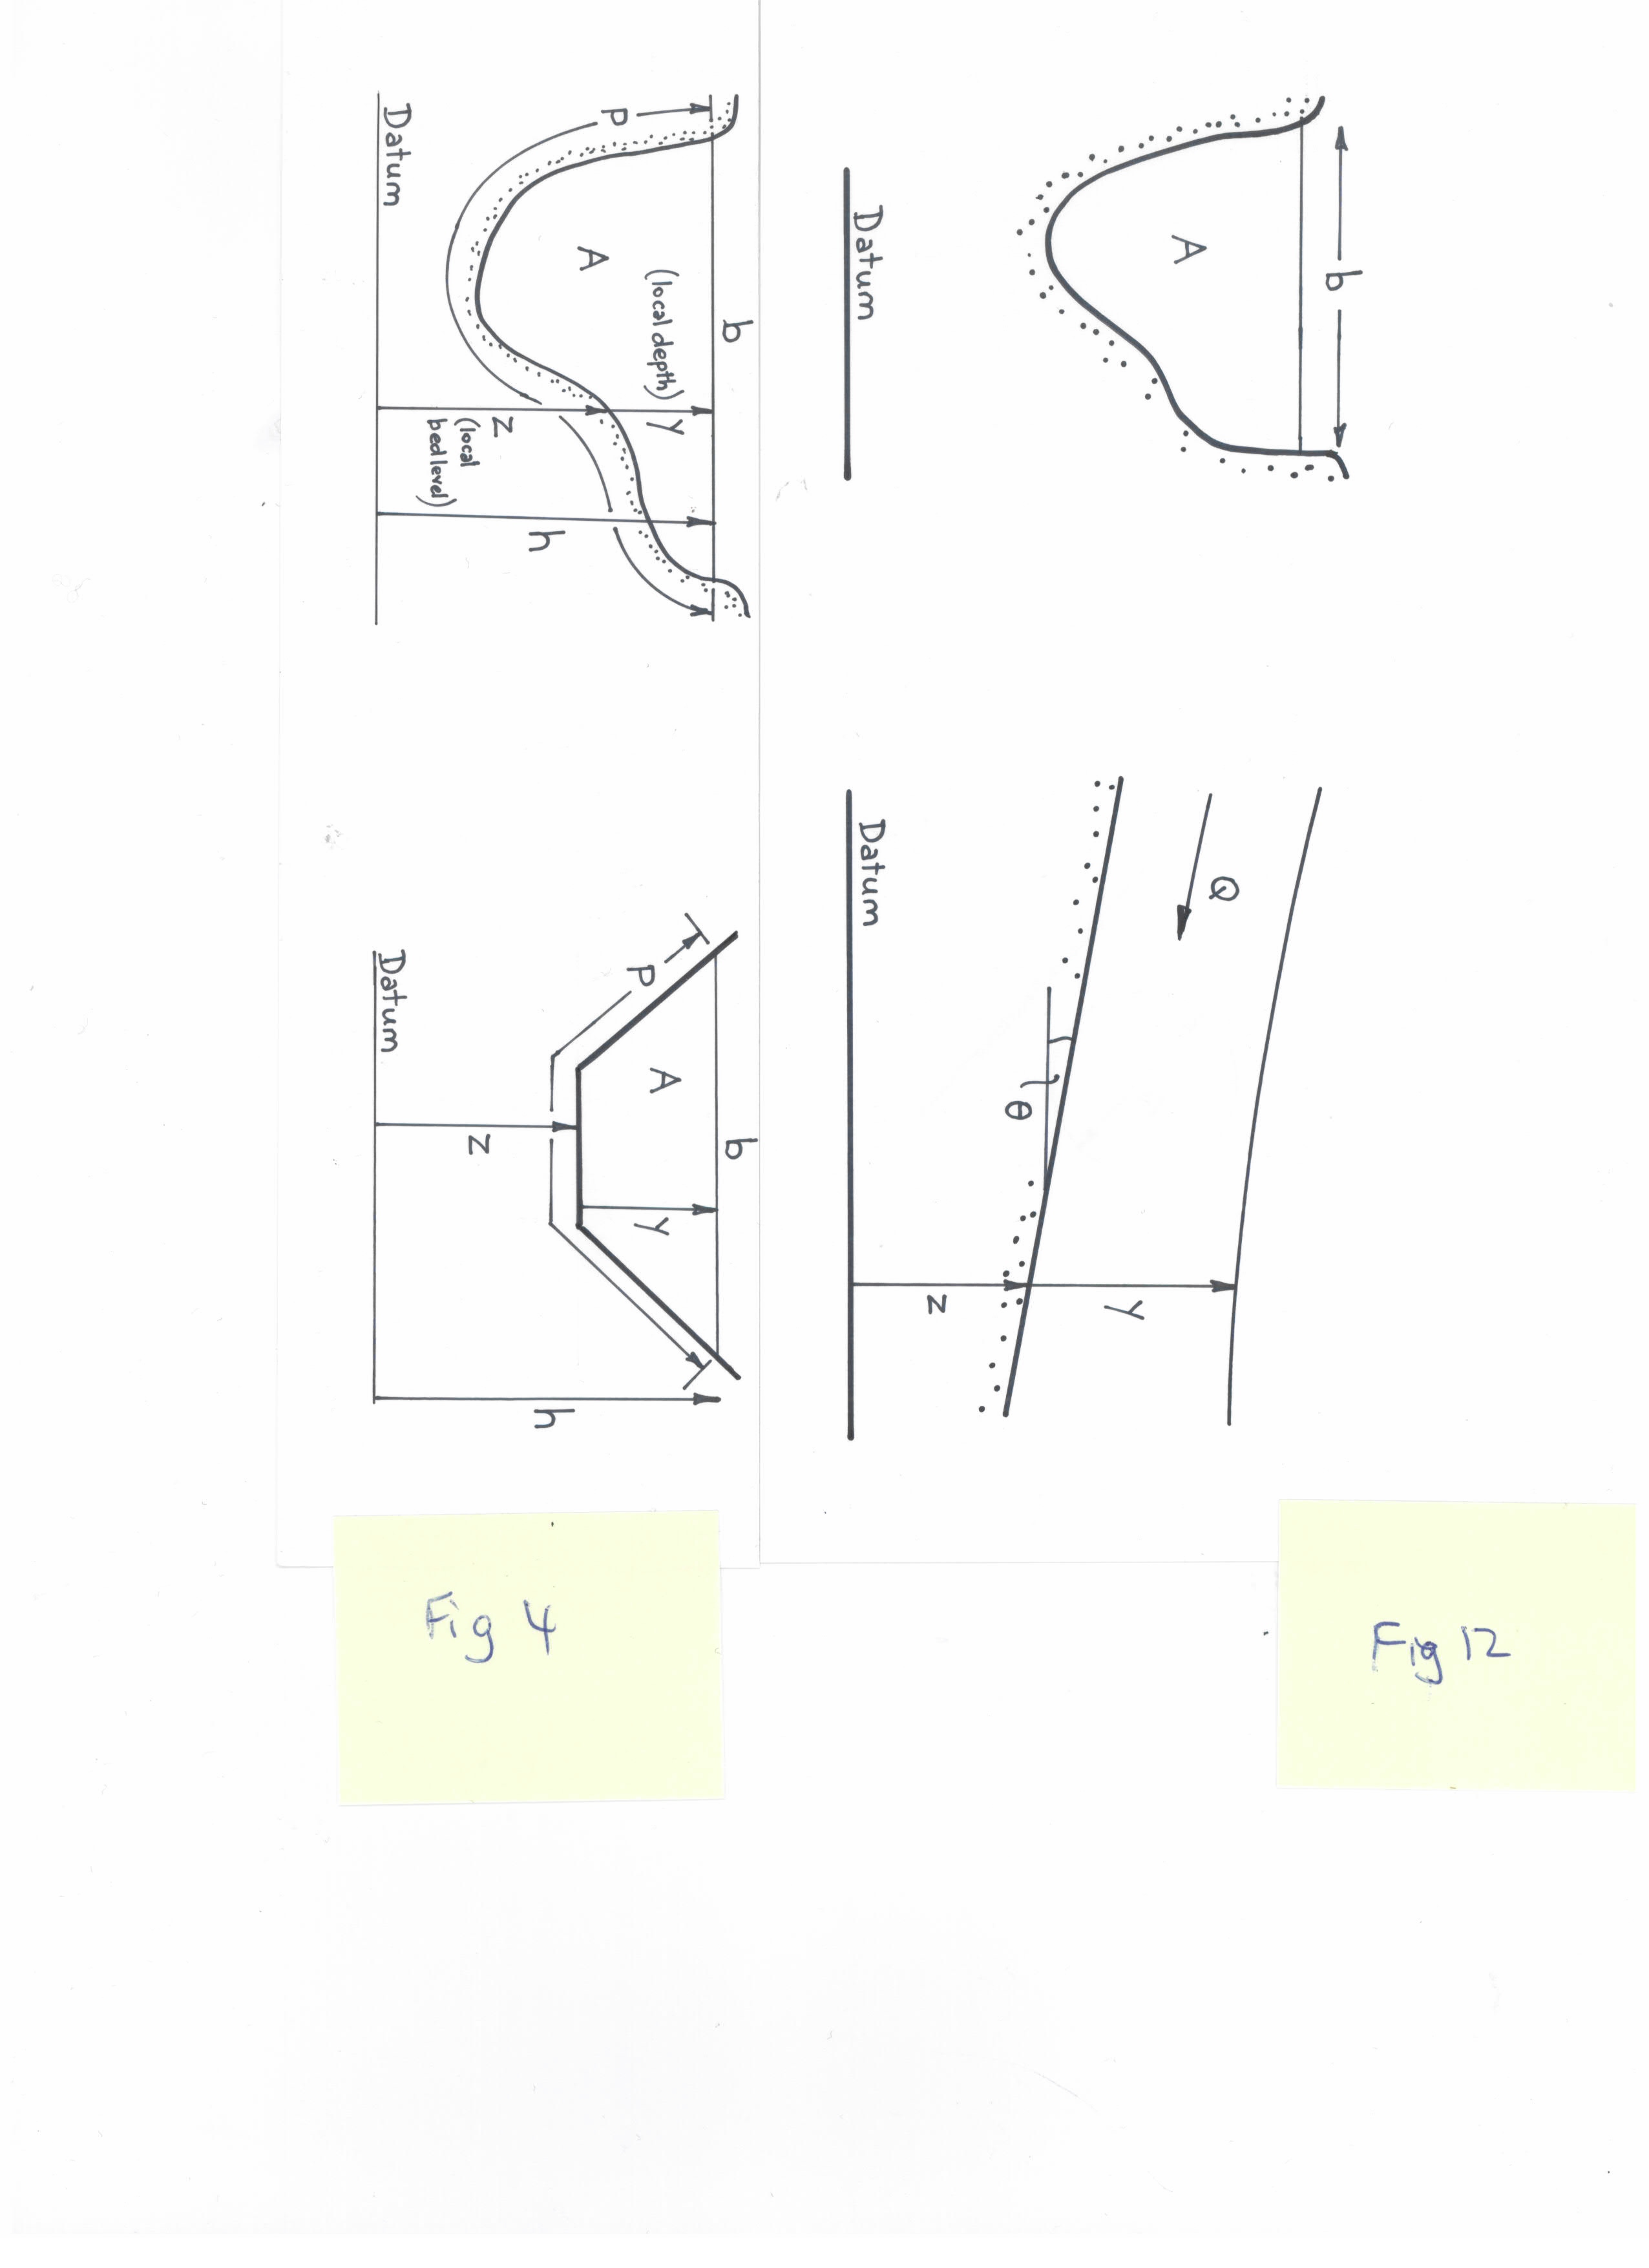 b
A
Datum
Q
θ
y
z
Datum
Fig 12
b
(local depth)
y
A
P
z
(local
bed level)
h
Datum
b
A
y
P
z
h
Datum
Fig 4